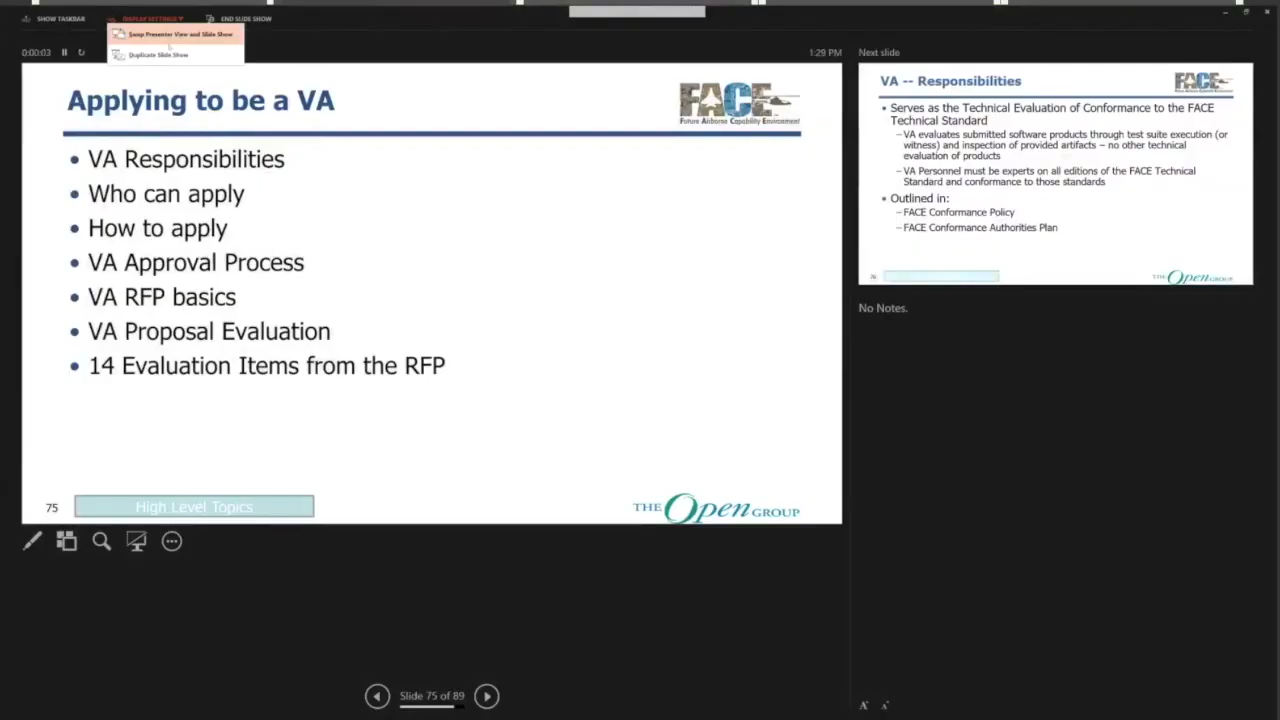 SHOW TASKBAR
DISPLAY SETTINGS
END SLIDE SHOW
Swap Presenter View and Slide Show
Duplicate Slide Show
0:00:03
1:29 PM
Applying to be a VA
FACE
Future Airborne Capability Environment
• VA Responsibilities
• Who can apply
• How to apply
• VA Approval Process
• VA RFP basics
• VA Proposal Evaluation
• 14 Evaluation Items from the RFP
75
High Level Topics
THE Open GROUP
Next slide
VA -- Responsibilities
FACE
Future Airborne Capability Environment
• Serves as the Technical Evaluation of Conformance to the FACE
Technical Standard
–VA evaluates submitted software products through test suite execution (or
witness) and inspection of provided artifacts – no other technical
evaluation of products
–VA Personnel must be experts on all editions of the FACE Technical
Standard and conformance to those standards
• Outlined in:
–FACE Conformance Policy
–FACE Conformance Authorities Plan
76
THE Open GROUP
No Notes.
Slide 75 of 89
A A